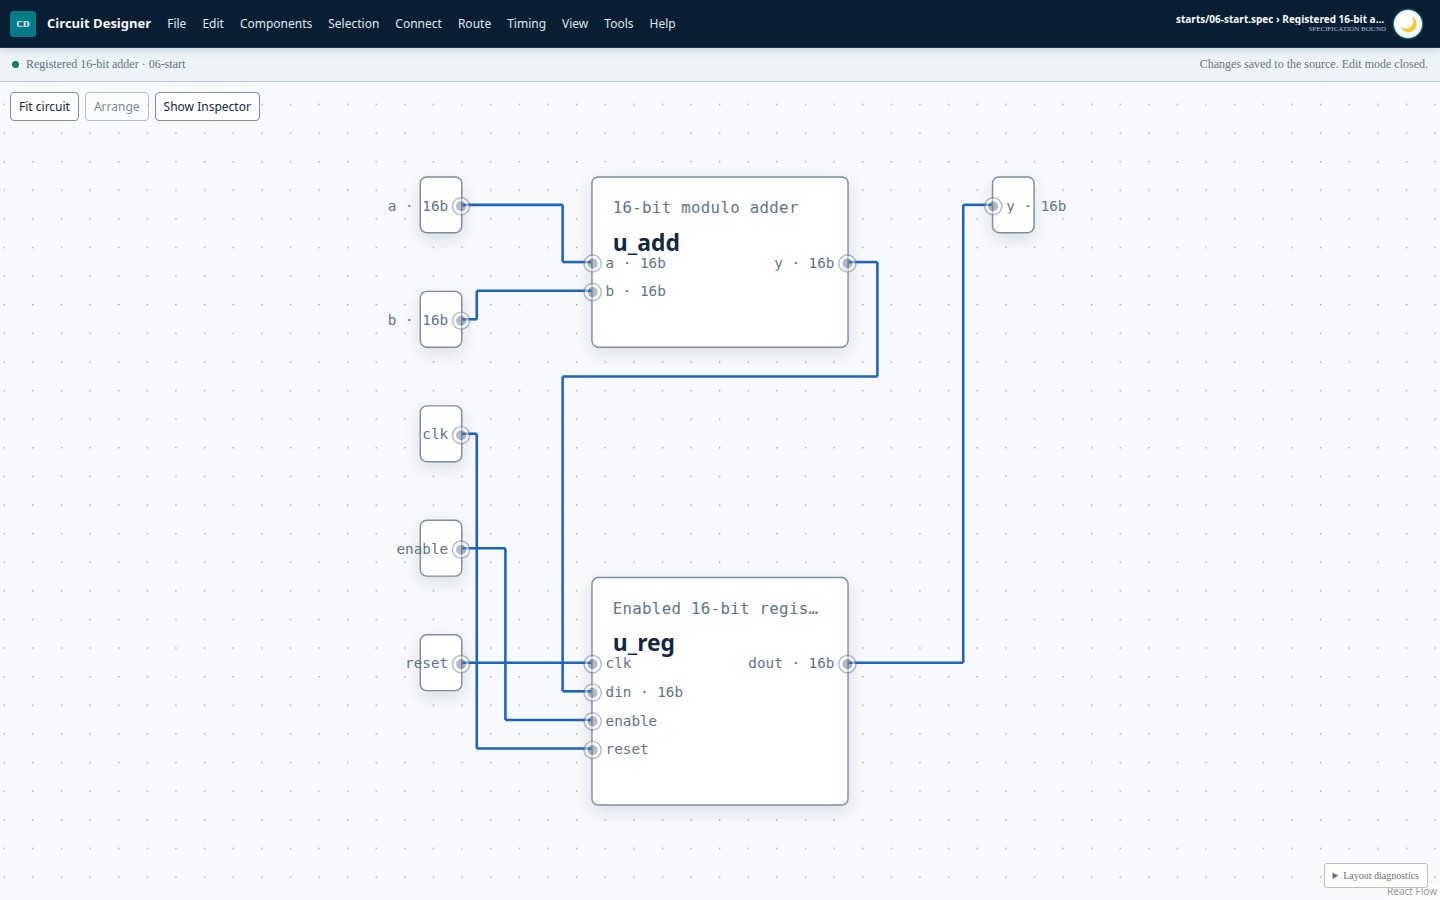 CD Circuit Designer File Edit Components Selection Connect Route Timing View Tools Help
starts/06-start.spec › Registered 16-bit a...
SPECIFICATION BOUND
Registered 16-bit adder · 06-start
Changes saved to the source. Edit mode closed.
Fit circuit Arrange Show Inspector
a · 16b
b · 16b
clk
enable
reset
16-bit modulo adder
u_add
a · 16b
b · 16b
y · 16b
y · 16b
Enabled 16-bit regis…
u_reg
clk
din · 16b
enable
reset
dout · 16b
▶ Layout diagnostics
React Flow